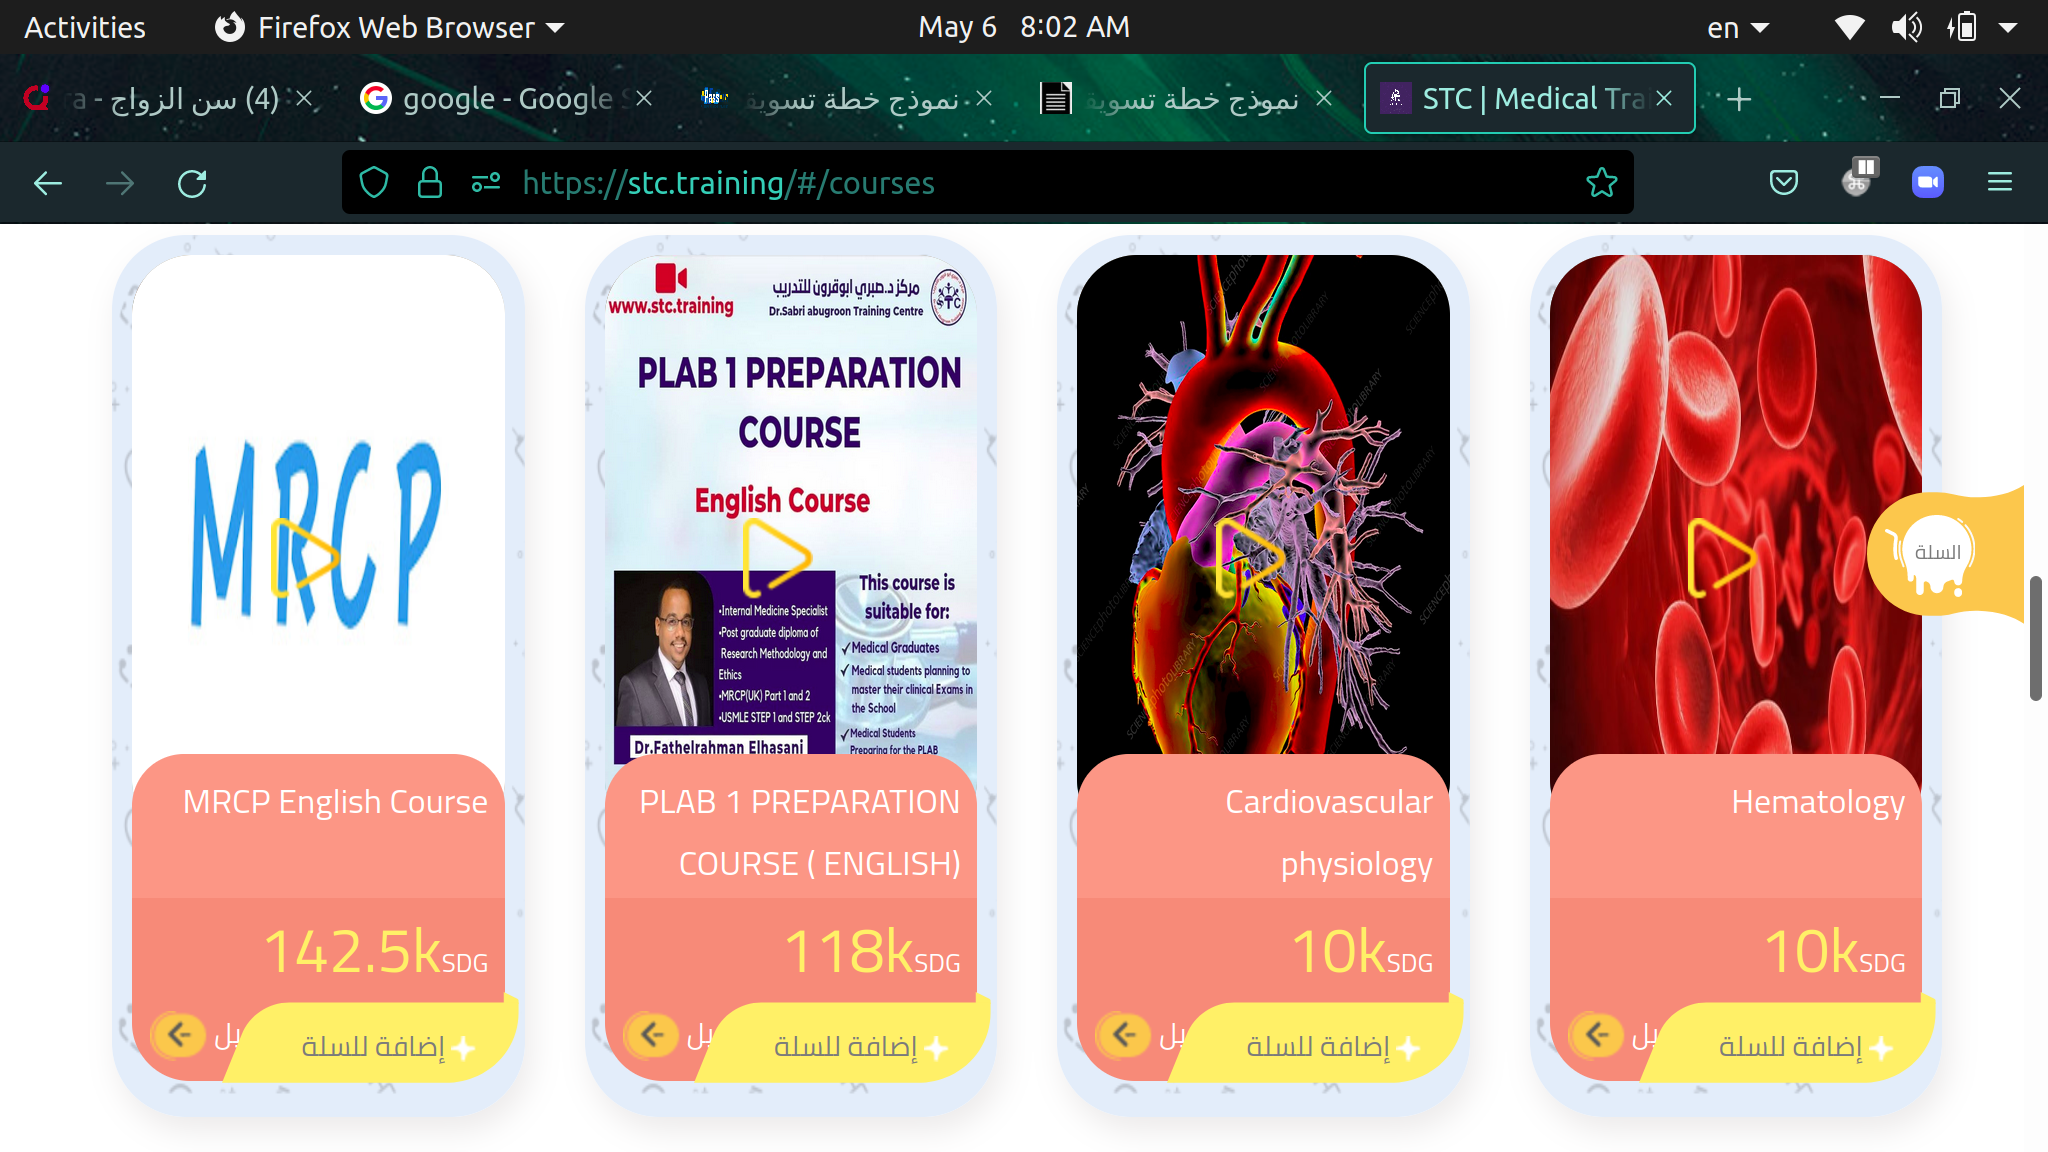 Activities
Firefox Web Browser
May 6 8:02 AM
en
(4) سن الزواج -
google - Google
نموذج خطة تسويق
نموذج خطة تسويق
STC | Medical Tra
https://stc.training/#/courses
MRCP
MRCP English Course
142.5kSDG
إضافة للسلة
www.stc.training
مركز د.صبري ابوقرون للتدريب
Dr.Sabri abugroon Training Centre
STC
PLAB 1 PREPARATION
COURSE
English Course
•Internal Medicine Specialist
•Post graduate diploma of
Research Methodology and
Ethics
•MRCP(UK) Part 1 and 2
•USMLE STEP 1 and STEP 2ck
Dr.Fathelrahman Elhasani
This course is
suitable for:
✓Medical Graduates
✓Medical students planning to
master their clinical Exams in
the School
✓Medical Students
Preparing for the PLAB
PLAB 1 PREPARATION
COURSE ( ENGLISH)
118kSDG
إضافة للسلة
Cardiovascular
physiology
10kSDG
إضافة للسلة
Hematology
10kSDG
إضافة للسلة
السلة